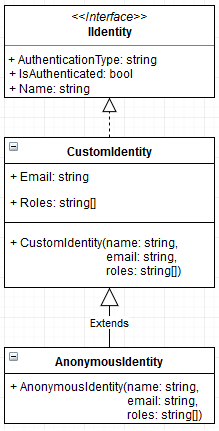 <<Interface>>
IIdentity
+ AuthenticationType: string
+ IsAuthenticated: bool
+ Name: string
CustomIdentity
+ Email: string
+ Roles: string[]
+ CustomIdentity(name: string,
email: string,
roles: string[])
Extends
AnonymousIdentity
+ AnonymousIdentity(name: string,
email: string,
roles: string[])